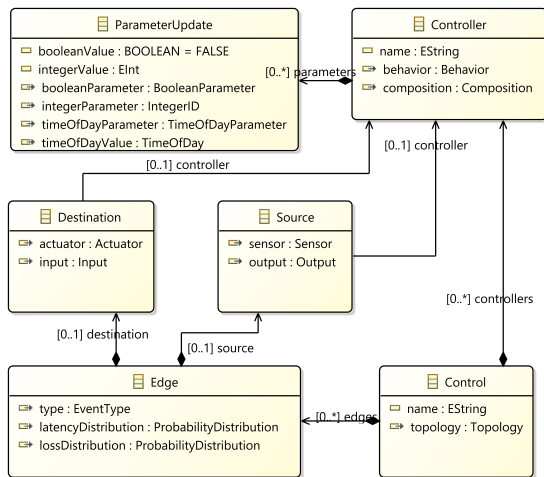 ParameterUpdate
booleanValue : BOOLEAN = FALSE
integerValue : EInt
booleanParameter : BooleanParameter
integerParameter : IntegerID
timeOfDayParameter : TimeOfDayParameter
timeOfDayValue : TimeOfDay
[0..*] parameters
Controller
name : EString
behavior : Behavior
composition : Composition
[0..1] controller
[0..1] controller
Destination
actuator : Actuator
input : Input
Source
sensor : Sensor
output : Output
[0..*] controllers
[0..1] destination
[0..1] source
Edge
type : EventType
latencyDistribution : ProbabilityDistribution
lossDistribution : ProbabilityDistribution
[0..*] edges
Control
name : EString
topology : Topology